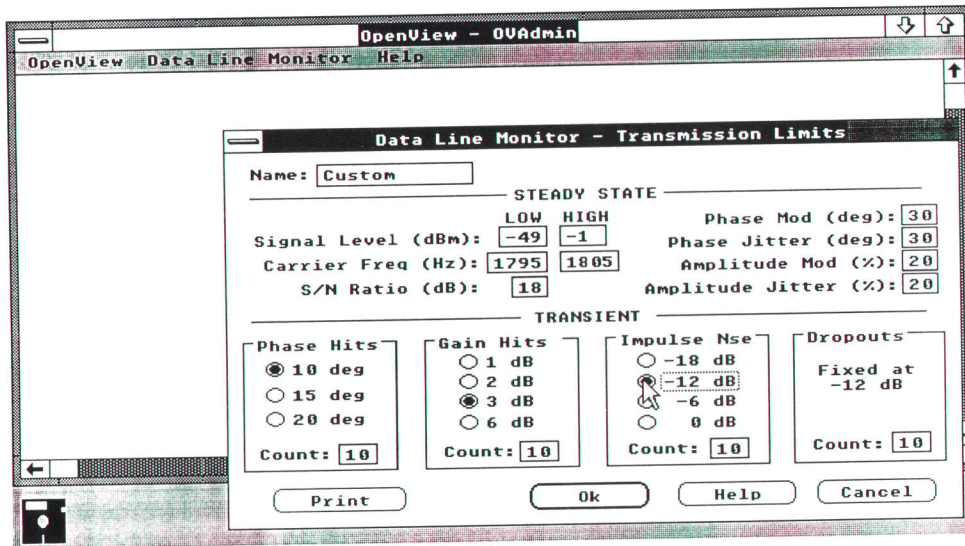 OpenView - OVAdmin
OpenView Data Line Monitor Help
Data Line Monitor - Transmission Limits
Name: Custom
STEADY STATE
LOW HIGH
Signal Level (dBm): -49 -1
Carrier Freq (Hz): 1795 1805
S/N Ratio (dB): 18
Phase Mod (deg): 30
Phase Jitter (deg): 30
Amplitude Mod (%): 20
Amplitude Jitter (%): 20
TRANSIENT
Phase Hits
10 deg
15 deg
20 deg
Count: 10
Gain Hits
1 dB
2 dB
3 dB
6 dB
Count: 10
Impulse Nse
-18 dB
-12 dB
-6 dB
0 dB
Count: 10
Dropouts
Fixed at
-12 dB
Count: 10
Print Ok Help Cancel